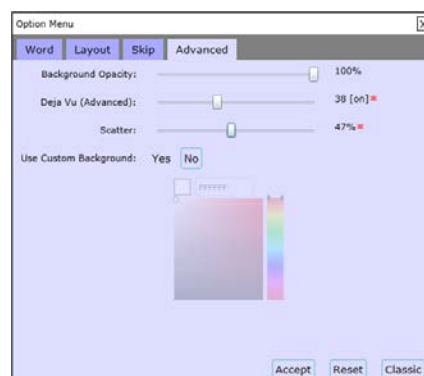 Option Menu X
Word Layout Skip Advanced
Background Opacity: 100%
Deja Vu (Advanced): 38 [on]*
Scatter: 47%*
Use Custom Background: Yes No
FFFFFF
Accept Reset Classic